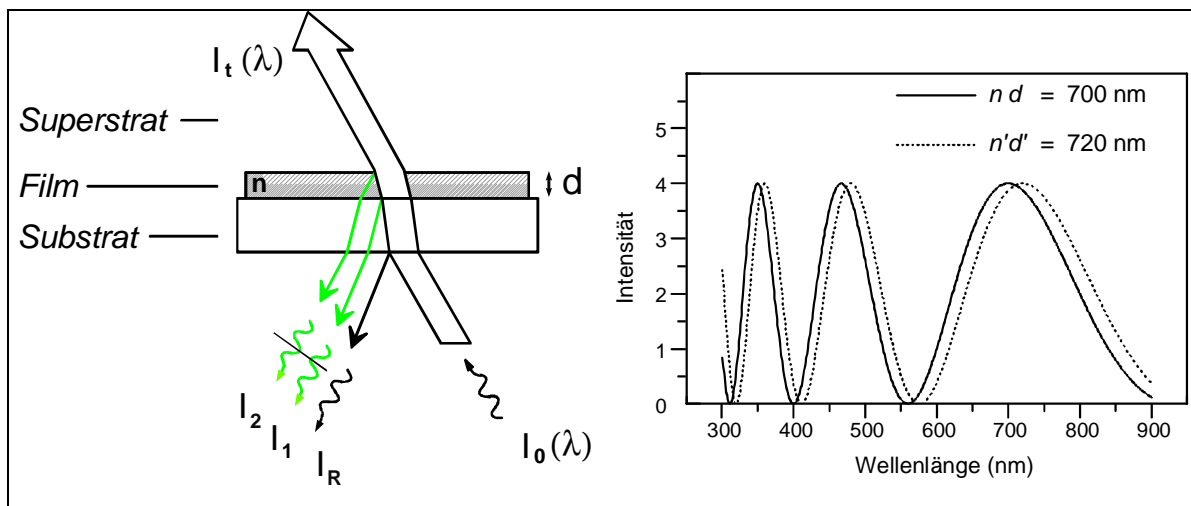 I_t (λ)
Superstrat
Film
n
d
Substrat
I_2
I_1
I_R
I_0 (λ)
n d = 700 nm
n'd' = 720 nm
Intensität
5
4
3
2
1
0
300 400 500 600 700 800 900
Wellenlänge (nm)